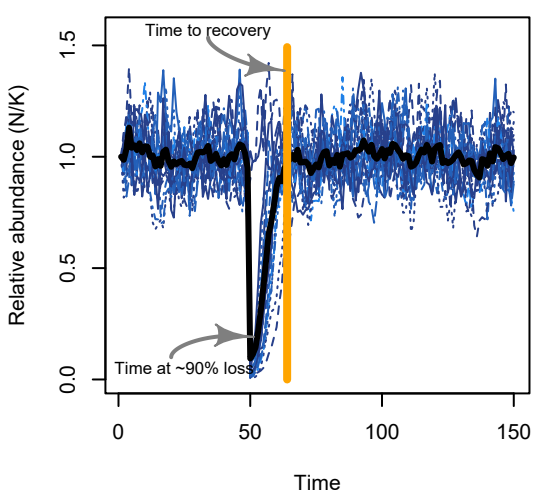 Time to recovery
1.5
1.0
0.5
0.0
Relative abundance (N/K)
Time at ~90% loss
0 50 100 150
Time